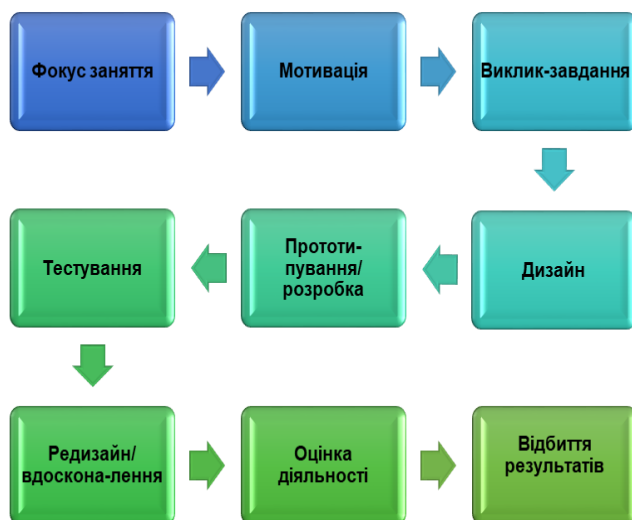 Фокус заняття
Мотивація
Виклик-завдання
Дизайн
Прототи-
пування/
розробка
Тестування
Редизайн/
вдоскона-лення
Оцінка
діяльності
Відбиття
результатів